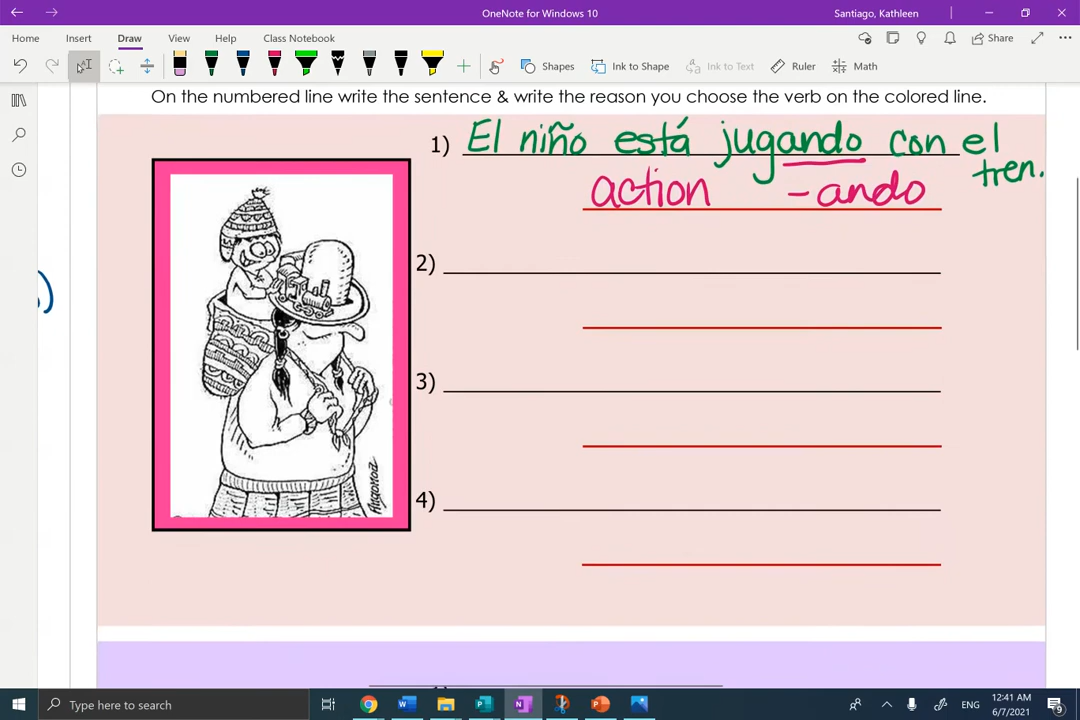 OneNote for Windows 10
Santiago, Kathleen
Home Insert Draw View Help Class Notebook
Share
Shapes Ink to Shape Ink to Text Ruler Math
On the numbered line write the sentence & write the reason you choose the verb on the colored line.
1) El niño está jugando con el
tren.
action -ando
2)
3)
4)
Type here to search
ENG
12:41 AM
6/7/2021